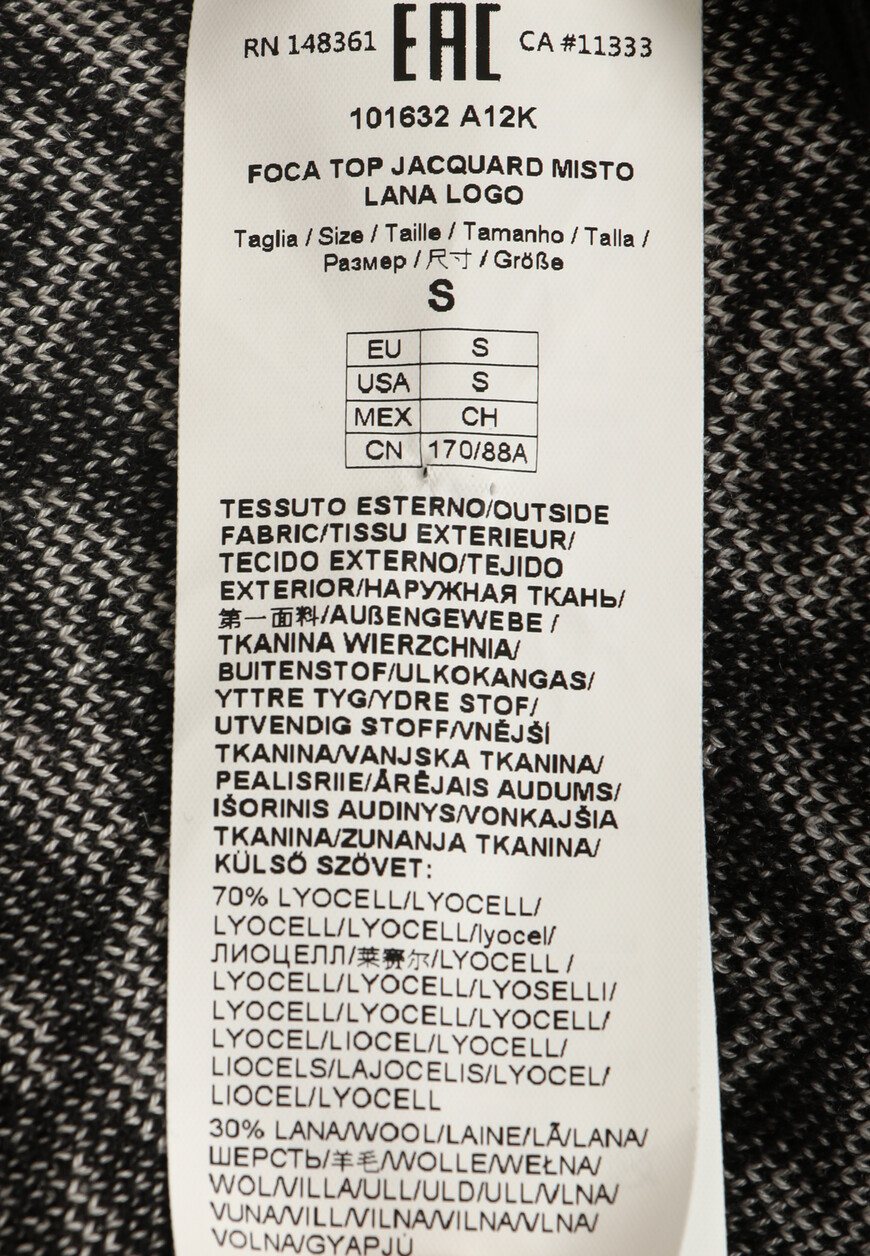 RN 148361 EAC CA #11333
101632 A12K
FOCA TOP JACQUARD MISTO
LANA LOGO
Taglia / Size / Taille / Tamanho / Talla /
Размер / 尺寸 / Größe
S
EU S
USA S
MEX CH
CN 170/88A
TESSUTO ESTERNO/OUTSIDE
FABRIC/TISSU EXTERIEUR/
TECIDO EXTERNO/TEJIDO
EXTERIOR/НАРУЖНАЯ ТКАНЬ/
第一面料/AUßENGEWEBE /
TKANINA WIERZCHNIA/
BUITENSTOF/ULKOKANGAS/
YTTRE TYG/YDRE STOF/
UTVENDIG STOFF/VNĚJŠÍ
TKANINA/VANJSKA TKANINA/
PEALISRIIE/ĀRĒJAIS AUDUMS/
IŠORINIS AUDINYS/VONKAJŠIA
TKANINA/ZUNANJA TKANINA/
KÜLSŐ SZÖVET:
70% LYOCELL/LYOCELL/
LYOCELL/LYOCELL/lyocel/
ЛИОЦЕЛЛ/莱赛尔/LYOCELL /
LYOCELL/LYOCELL/LYOSELLI/
LYOCELL/LYOCELL/LYOCELL/
LYOCEL/LIOCEL/LYOCELL/
LIOCELS/LAJOCELIS/LYOCEL/
LIOCEL/LYOCELL
30% LANA/WOOL/LAINE/LÃ/LANA/
ШЕРСТЬ/羊毛/WOLLE/WEŁNA/
WOL/VILLA/ULL/ULD/ULL/VLNA/
VUNA/VILL/VILNA/VILNA/VLNA/
VOLNA/GYAPJÚ